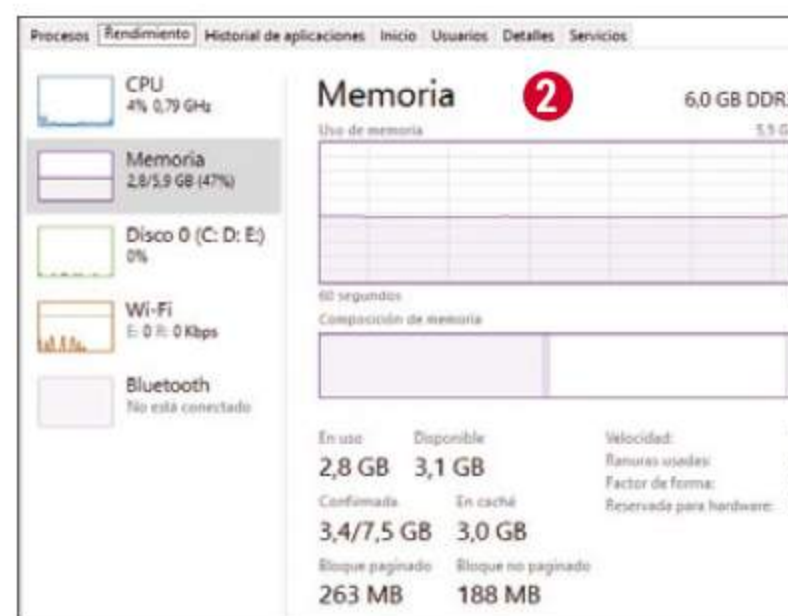 Procesos Rendimiento Historial de aplicaciones Inicio Usuarios Detalles Servicios
CPU
4% 0,79 GHz
Memoria
2,8/5,9 GB (47%)
Disco 0 (C: D: E:)
0%
Wi-Fi
E: 0 R: 0 Kbps
Bluetooth
No está conectado
Memoria
2
6,0 GB DDR
Uso de memoria
60 segundos
Composición de memoria
En uso Disponible
2,8 GB 3,1 GB
Confirmada En caché
3,4/7,5 GB 3,0 GB
Bloque paginado Bloque no paginado
263 MB 188 MB
Velocidad:
Ranuras usadas:
Factor de forma:
Reservada para hardware: